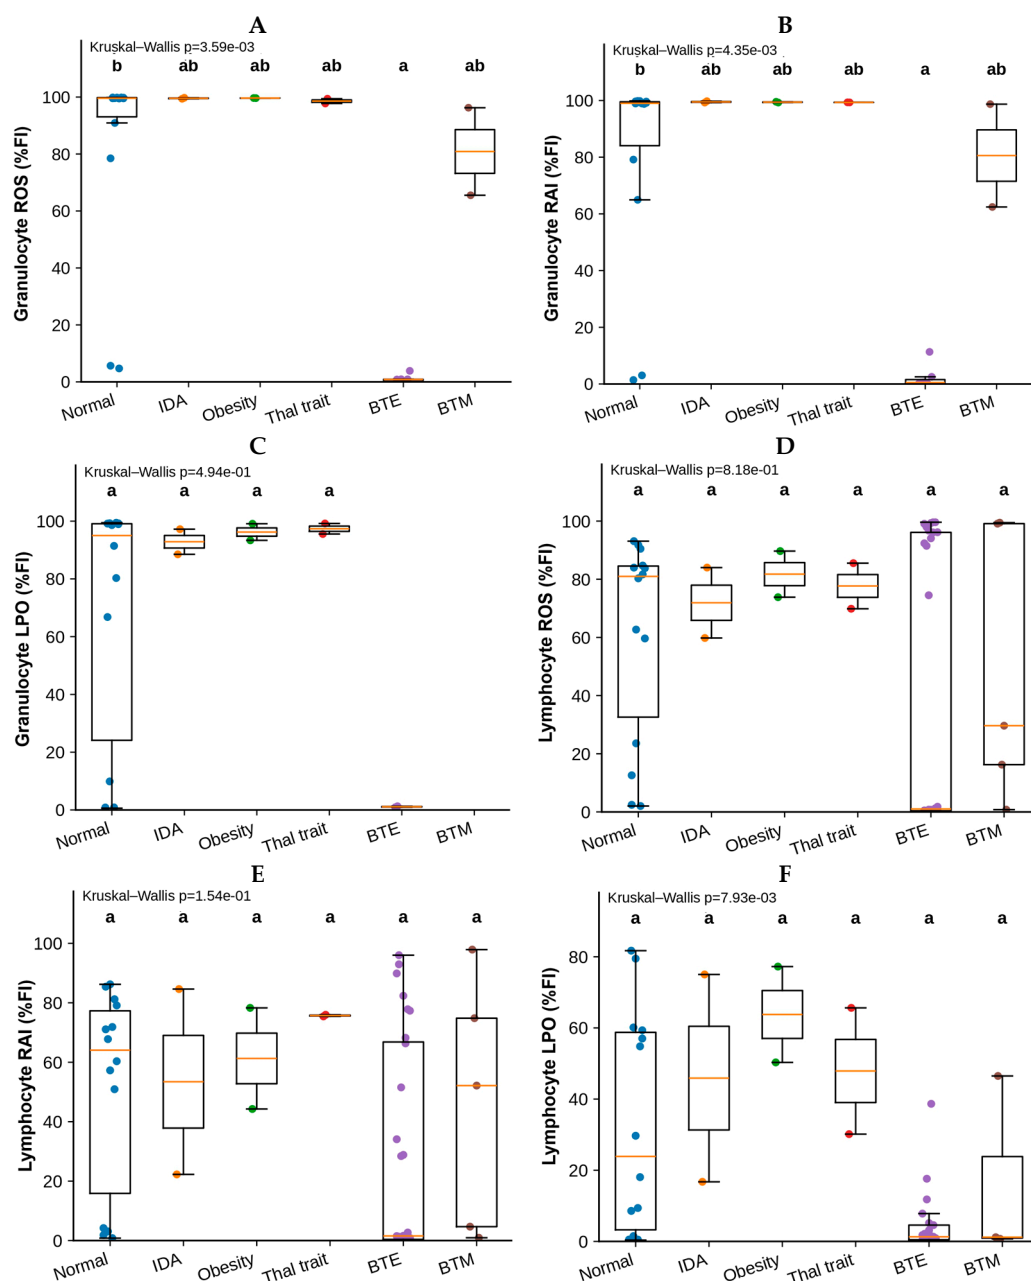 A
Kruskal–Wallis p=3.59e-03
b ab ab ab a ab
100
80
60
40
20
0
Granulocyte ROS (%FI)
Normal IDA Obesity Thal trait BTE BTM
B
Kruskal–Wallis p=4.35e-03
b ab ab ab a ab
100
80
60
40
20
0
Granulocyte RAI (%FI)
Normal IDA Obesity Thal trait BTE BTM
C
Kruskal–Wallis p=4.94e-01
a a a a
100
80
60
40
20
0
Granulocyte LPO (%FI)
Normal IDA Obesity Thal trait BTE BTM
D
Kruskal–Wallis p=8.18e-01
a a a a a a
100
80
60
40
20
0
Lymphocyte ROS (%FI)
Normal IDA Obesity Thal trait BTE BTM
E
Kruskal–Wallis p=1.54e-01
a a a a a a
100
80
60
40
20
0
Lymphocyte RAI (%FI)
Normal IDA Obesity Thal trait BTE BTM
F
Kruskal–Wallis p=7.93e-03
a a a a a a
80
60
40
20
0
Lymphocyte LPO (%FI)
Normal IDA Obesity Thal trait BTE BTM